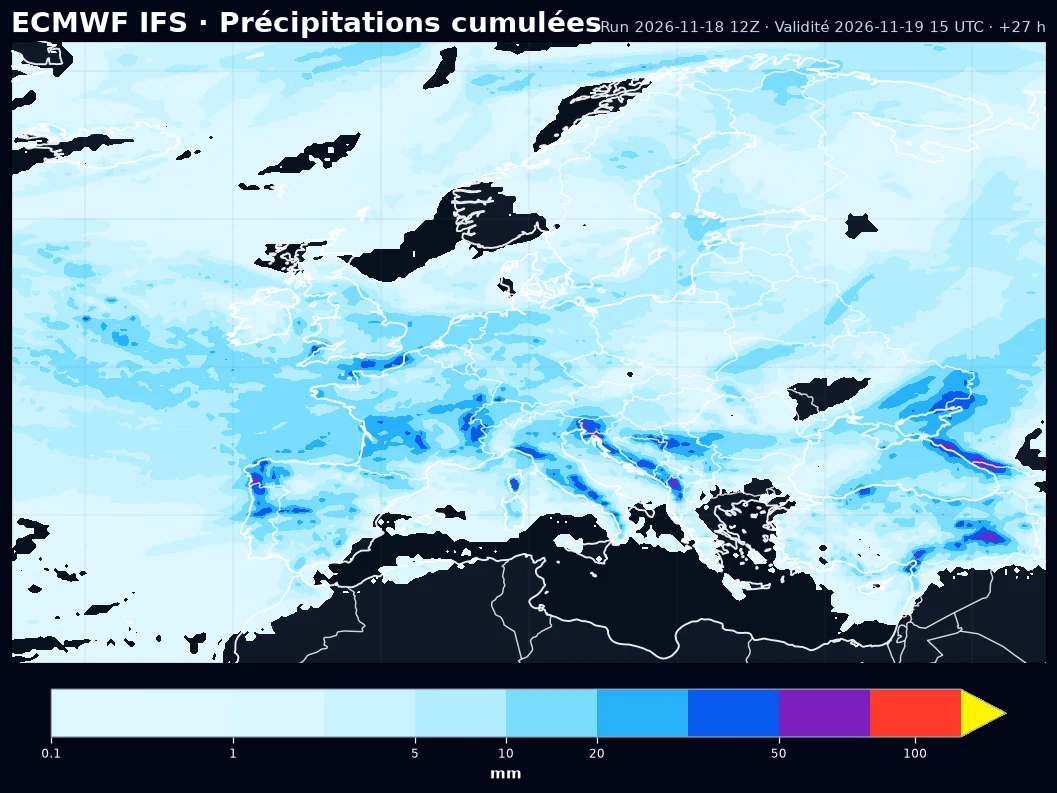 ECMWF IFS · Précipitations cumulées
Run 2026-11-18 12Z · Validité 2026-11-19 15 UTC · +27 h
0.1 1 5 10 20 50 100
mm